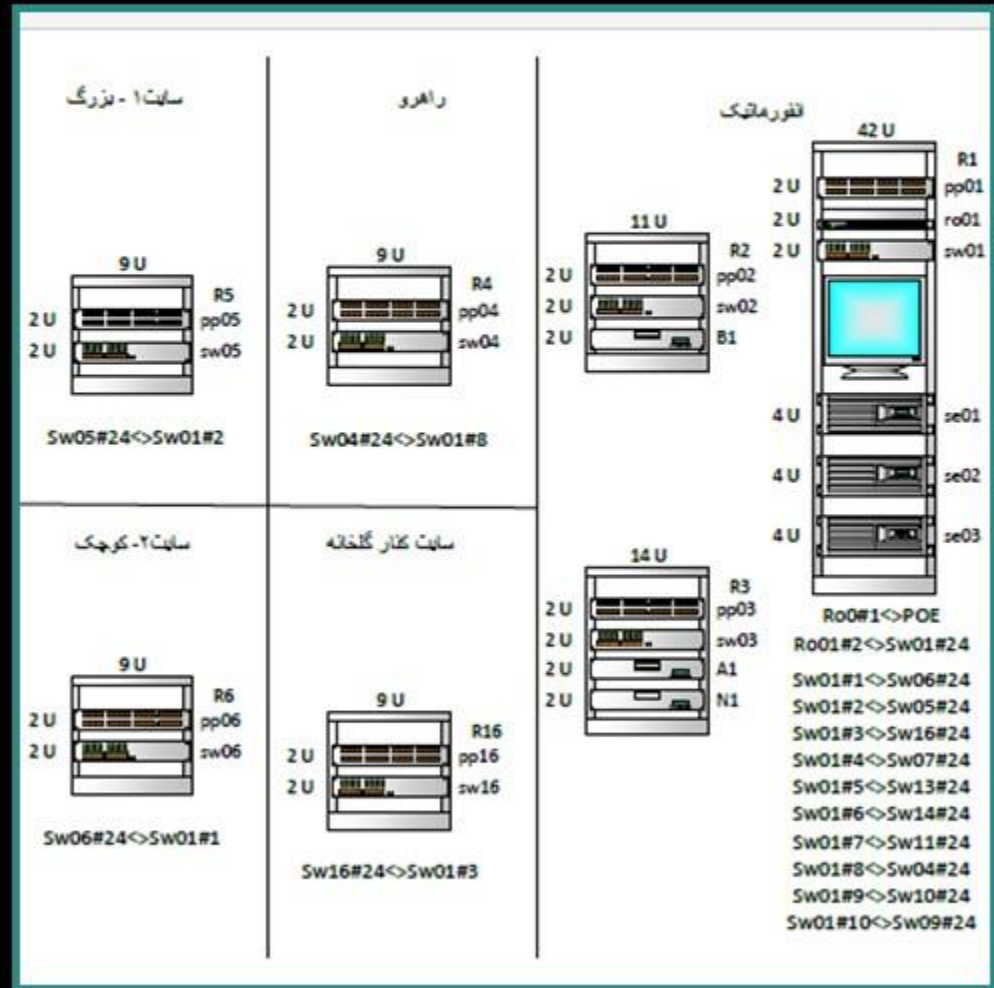 سایت۱ - بزرگ
9 U
R5
2 U pp05
2 U sw05
Sw05#24<>Sw01#2
راهرو
9 U
R4
2 U pp04
2 U sw04
Sw04#24<>Sw01#8
انفورماتیک
11 U
R2
2 U pp02
2 U sw02
2 U B1
42 U
R1
2 U pp01
2 U ro01
2 U sw01
4 U se01
4 U se02
4 U se03
Ro0#1<>POE
Ro01#2<>Sw01#24
Sw01#1<>Sw06#24
Sw01#2<>Sw05#24
Sw01#3<>Sw16#24
Sw01#4<>Sw07#24
Sw01#5<>Sw13#24
Sw01#6<>Sw14#24
Sw01#7<>Sw11#24
Sw01#8<>Sw04#24
Sw01#9<>Sw10#24
Sw01#10<>Sw09#24
14 U
R3
2 U pp03
2 U sw03
2 U A1
2 U N1
سایت۲- کوچک
9 U
R6
2 U pp06
2 U sw06
Sw06#24<>Sw01#1
سایت کنار گلخانه
9 U
R16
2 U pp16
2 U sw16
Sw16#24<>Sw01#3